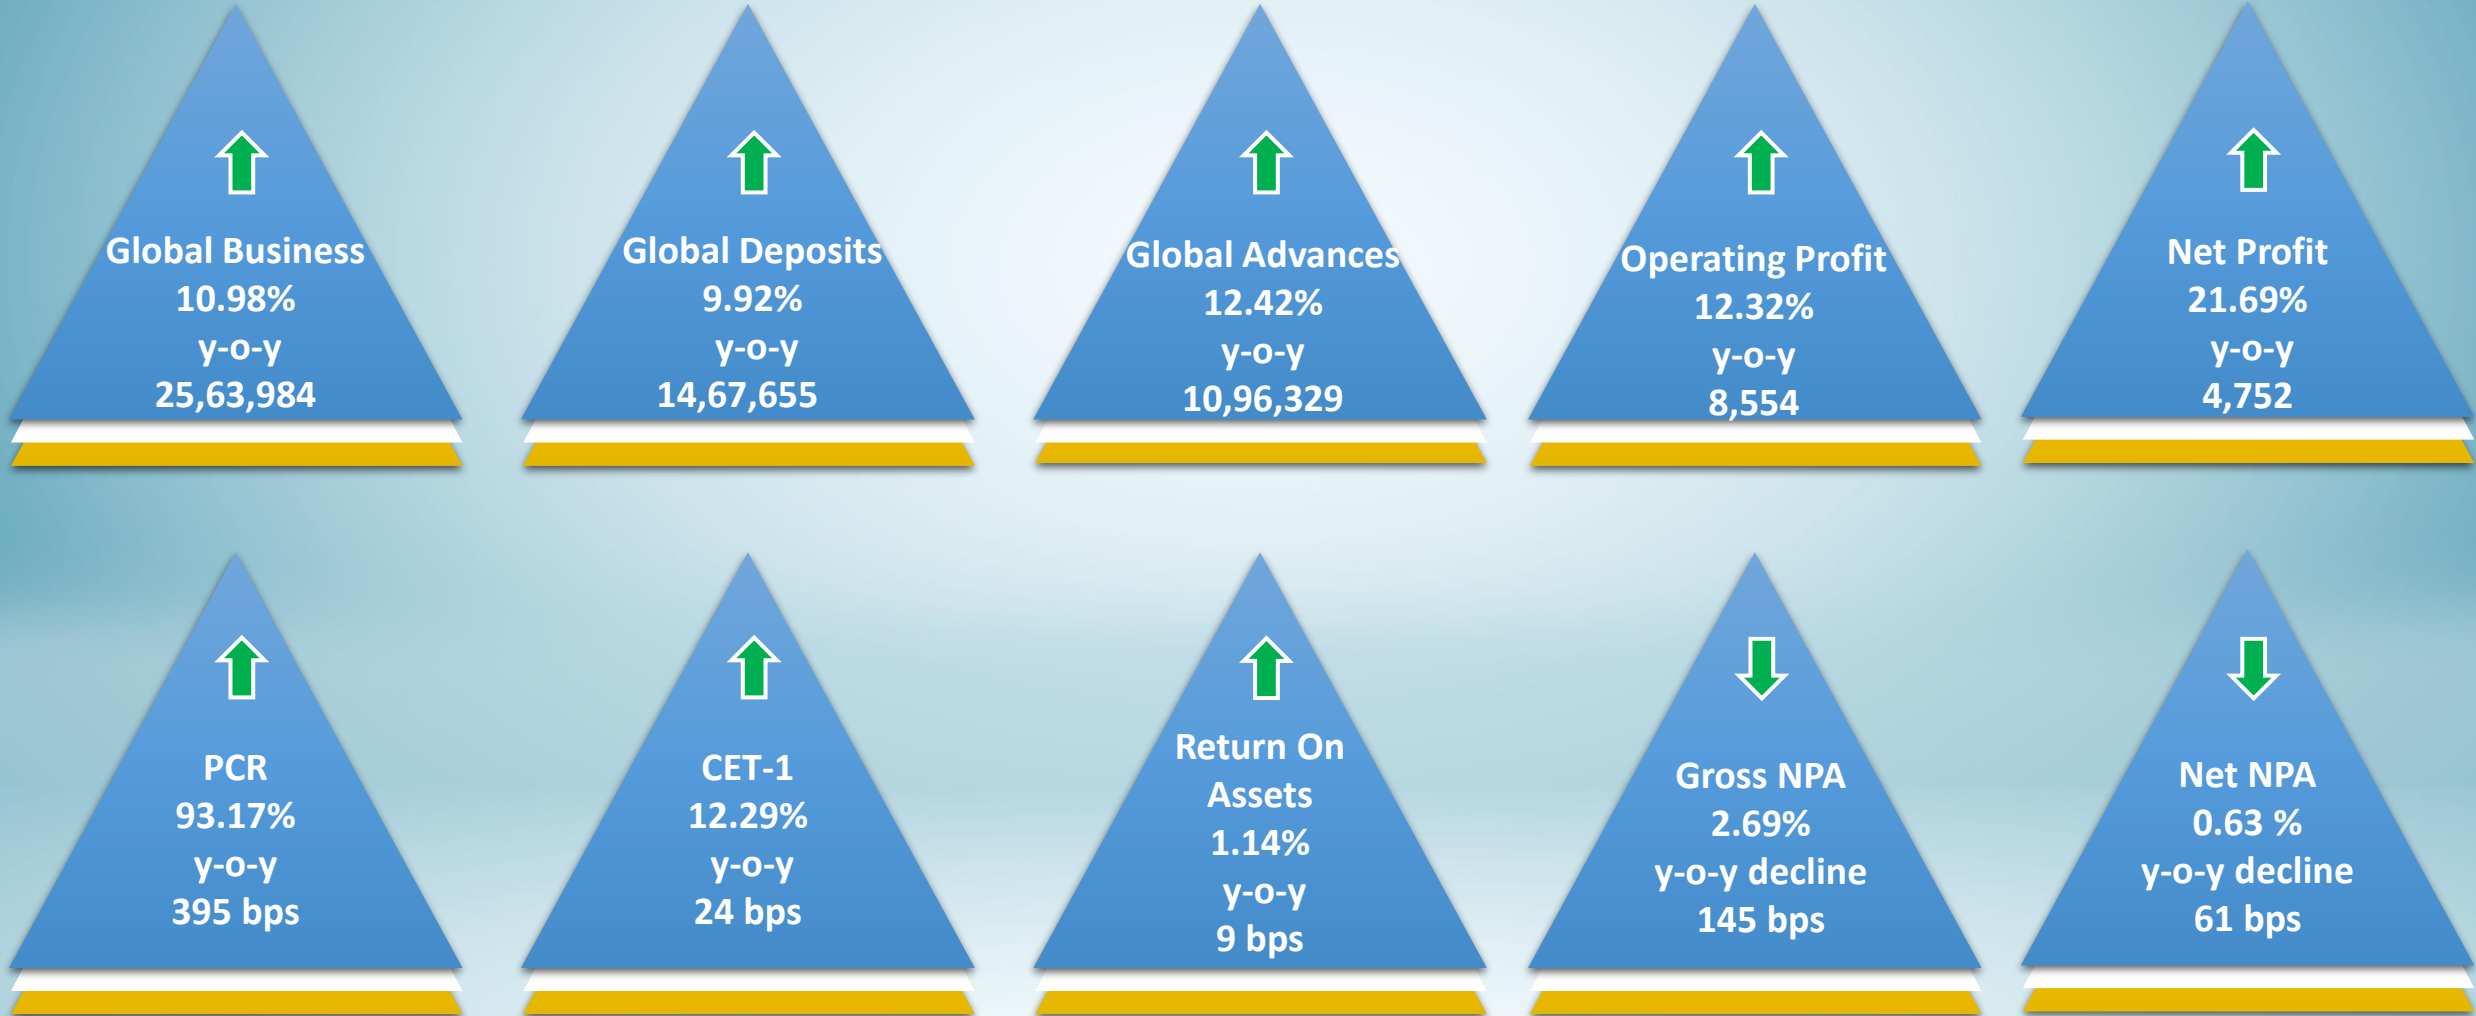 Global Business
10.98%
y-o-y
25,63,984
Global Deposits
9.92%
y-o-y
14,67,655
Global Advances
12.42%
y-o-y
10,96,329
Operating Profit
12.32%
y-o-y
8,554
Net Profit
21.69%
y-o-y
4,752
PCR
93.17%
y-o-y
395 bps
CET-1
12.29%
y-o-y
24 bps
Return On
Assets
1.14%
y-o-y
9 bps
Gross NPA
2.69%
y-o-y decline
145 bps
Net NPA
0.63 %
y-o-y decline
61 bps